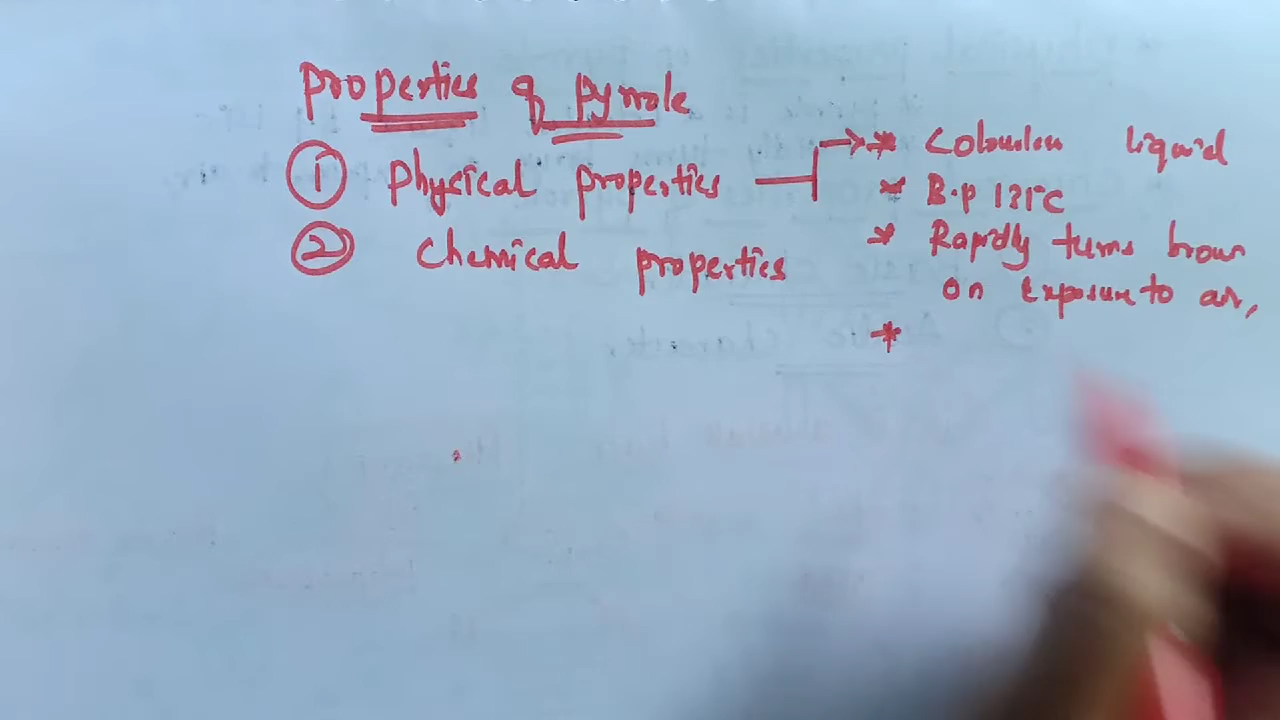 Properties of pyrrole
① Physical properties → * Colourless liquid
* B.p 131°C
② Chemical properties
* Rapidly turns brown
on exposure to air,
*